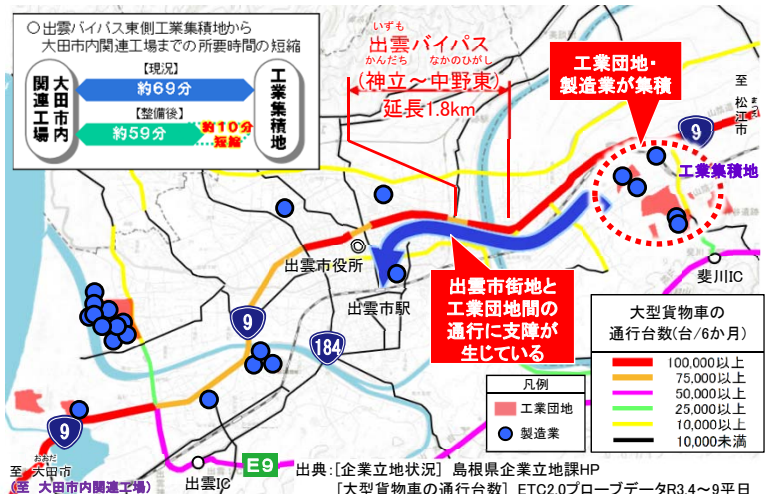 ○出雲バイパス東側工業集積地から
大田市内関連工場までの所要時間の短縮
【現況】
大田市内
関連工場
約69分
工業集積地
【整備後】
約59分
約10分
短縮
いずも
出雲バイパス
かんだち なかのひがし
(神立～中野東)
延長1.8km
工業団地・
製造業が集積
至 松江市
まつえ
9
工業集積地
斐川IC
出雲市役所
出雲市駅
出雲市街地と
工業団地間の
通行に支障が
生じている
9
184
9
E9
出雲IC
おおだ
至 大田市
(至 大田市内関連工場)
凡例
工業団地
製造業
大型貨物車の
通行台数(台/6か月)
100,000以上
75,000以上
50,000以上
25,000以上
10,000以上
10,000未満
出典:[企業立地状況] 島根県企業立地課HP
[大型貨物車の通行台数] ETC2.0プローブデータR3.4～9平日